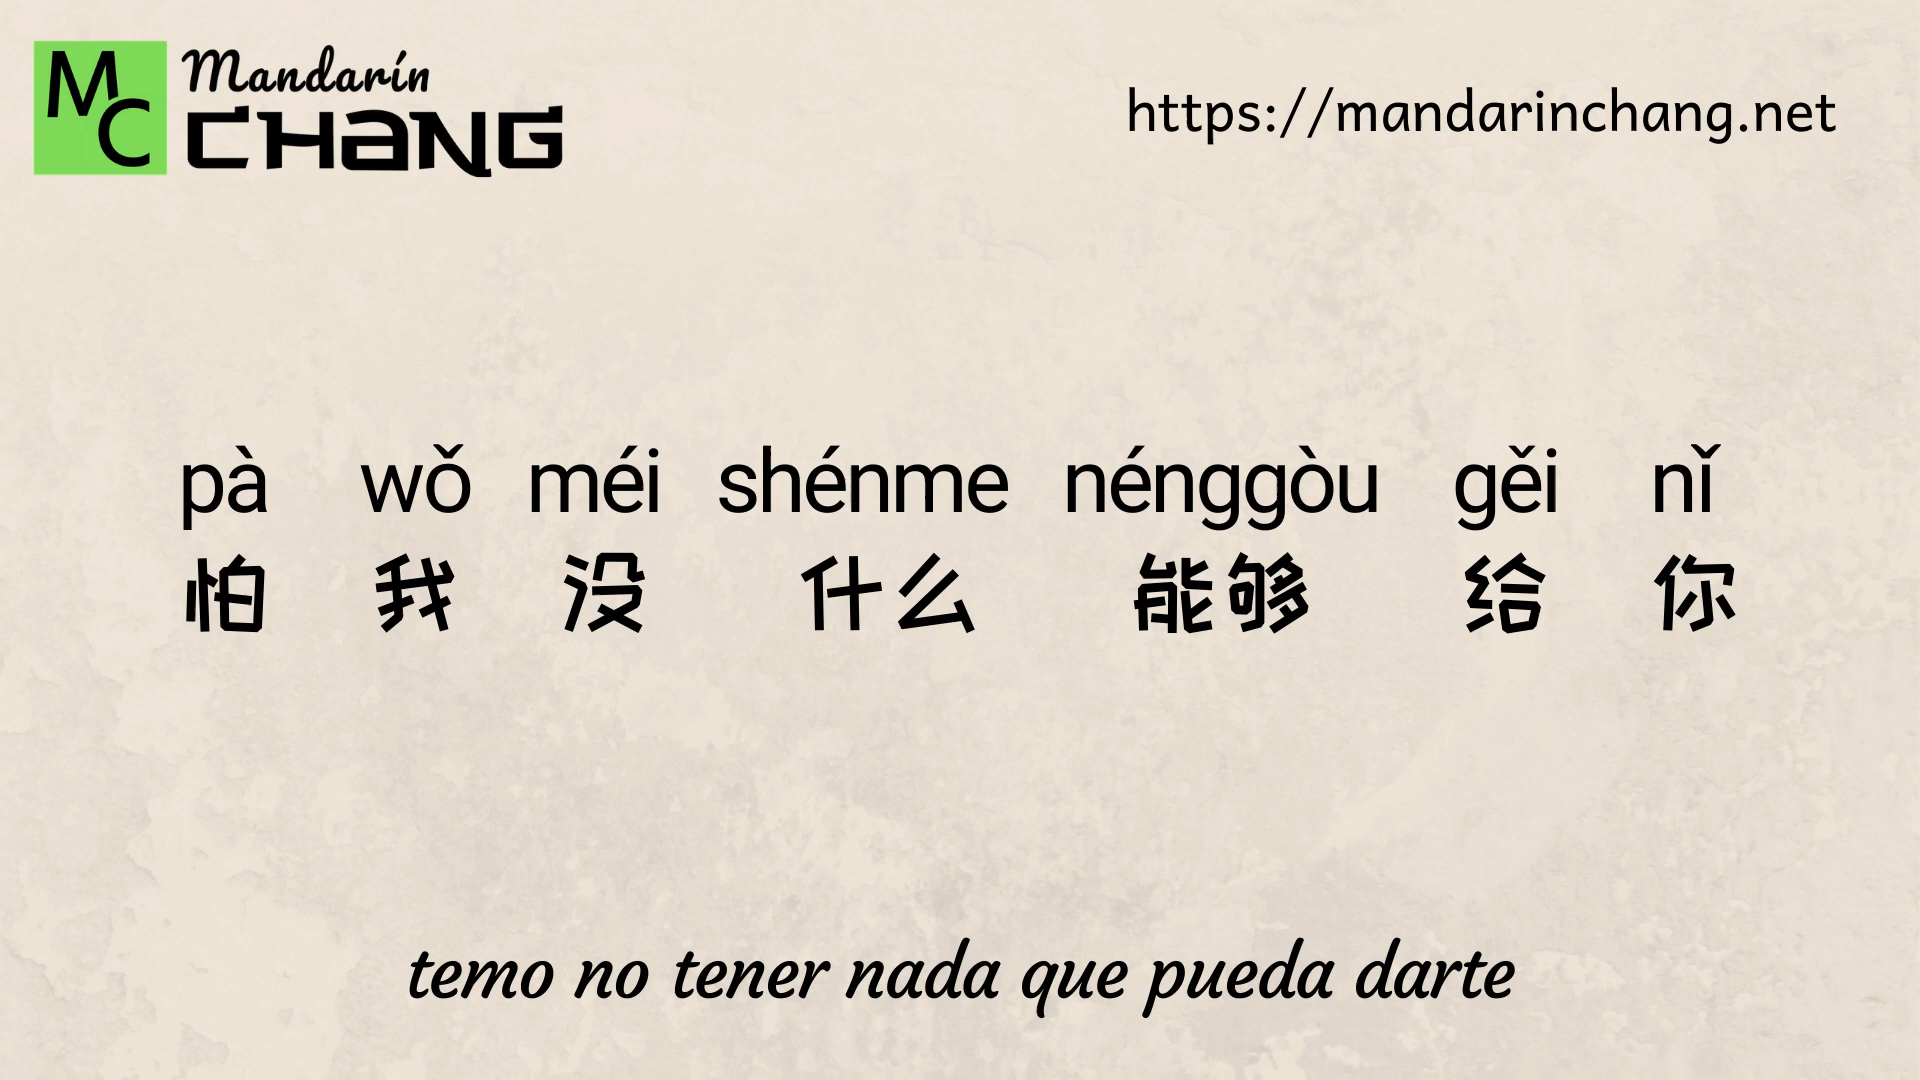 MC
Mandarín
CHANG
https://mandarinchang.net
pà wǒ méi shénme nénggòu gěi nǐ
怕 我 没 什么 能够 给 你
temo no tener nada que pueda darte